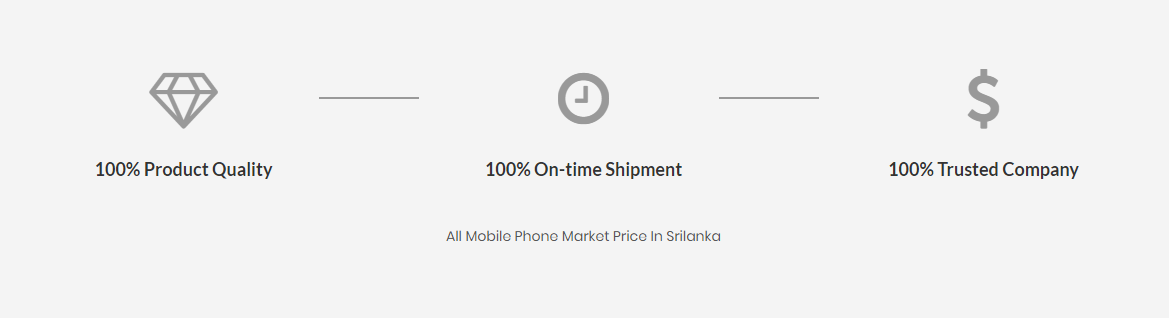 100% Product Quality
100% On-time Shipment
100% Trusted Company
All Mobile Phone Market Price In Srilanka